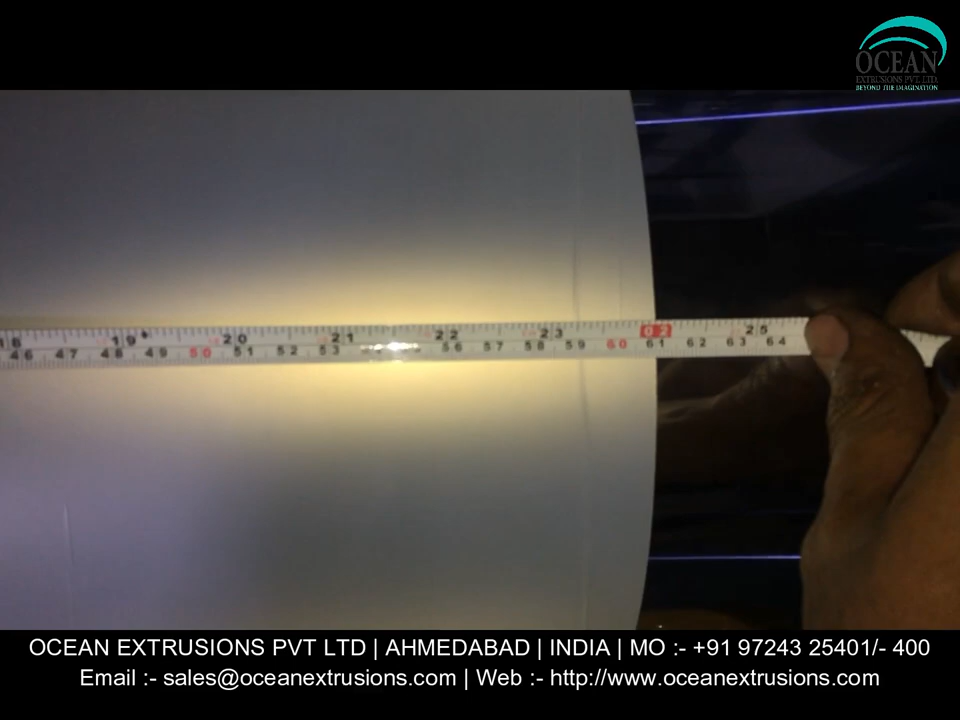 OCEAN
EXTRUSIONS PVT. LTD.
BEYOND THE IMAGINATION
18 19 20 21 22 23 02 25
46 47 48 49 50 51 52 53 56 57 58 59 60 61 62 63 64
OCEAN EXTRUSIONS PVT LTD | AHMEDABAD | INDIA | MO :- +91 97243 25401/- 400
Email :- sales@oceanextrusions.com | Web :- http://www.oceanextrusions.com